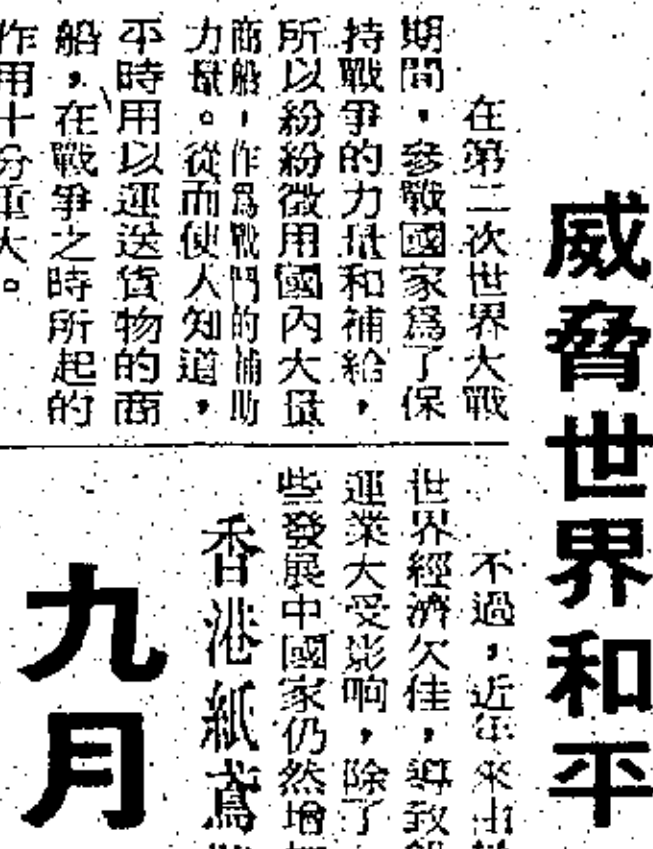 威脅世界和平
在第二次世界大戰
期間，參戰國家爲了保
持戰爭的力量和補給，
所以紛紛徵用國內大量
商船，作爲戰鬥的補助
力量。從而使人知道，
平時用以運送貨物的商
船，在戰爭之時所起的
作用十分重大。
不過，近年來由
世界經濟欠佳，導致
運業大受影响，除了
些發展中國家仍然增
香港紙鳶
九月